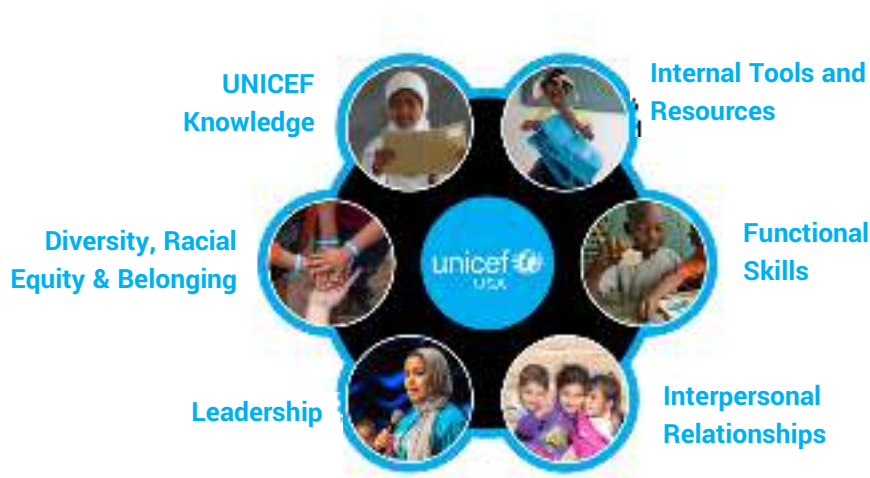 UNICEF
Knowledge
Internal Tools and
Resources
Diversity, Racial
Equity & Belonging
unicef
USA
Functional
Skills
Leadership
Interpersonal
Relationships